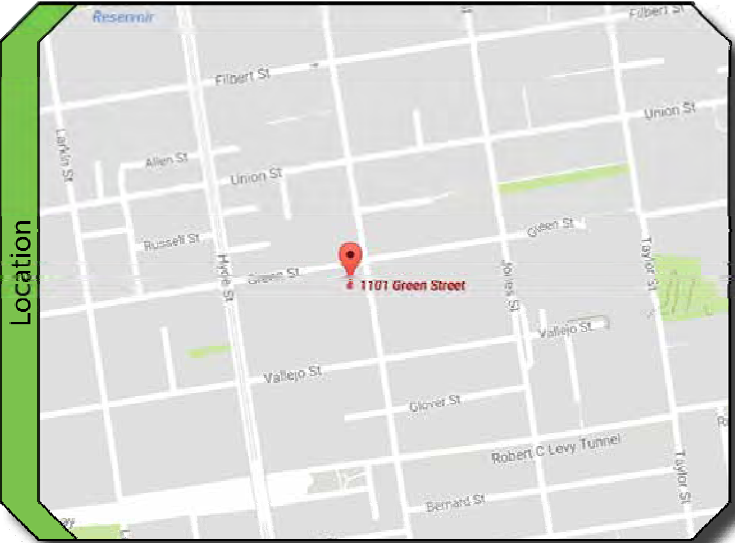 Location
Reservoir
Filbert St
Filbert St
Union St
Larkin St
Allen St
Union St
Green St
Russell St
Hyde St
Green St
Taylor St
1101 Green Street
Jones St
Vallejo St
Vallejo St
Glover St
Robert C Levy Tunnel
Taylor St
Bernard St